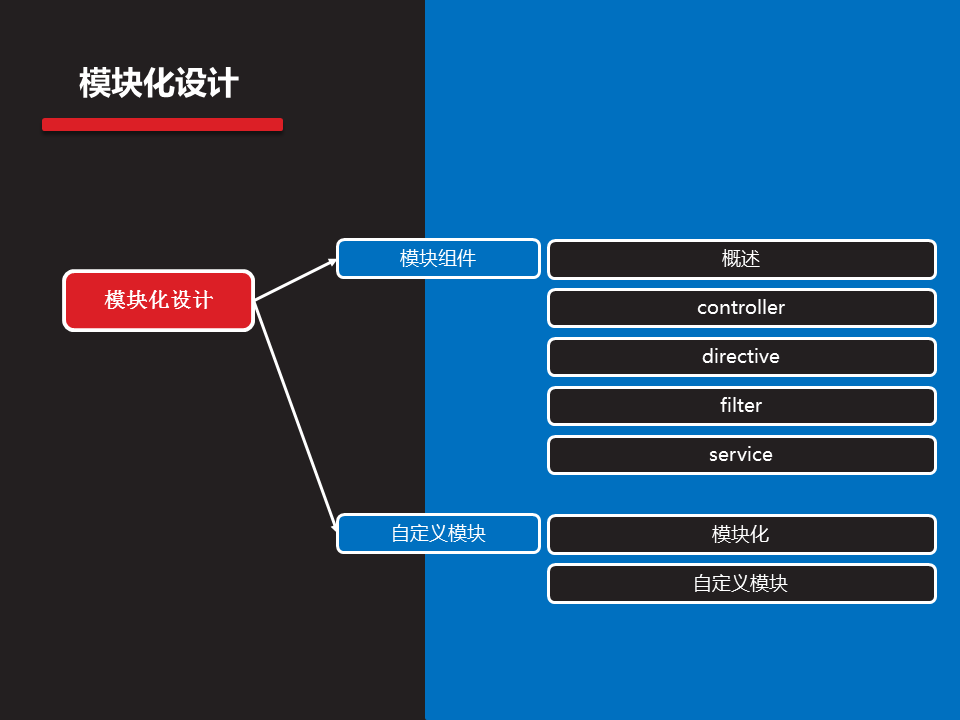 模块化设计
模块化设计
模块组件
概述
controller
directive
filter
service
自定义模块
模块化
自定义模块